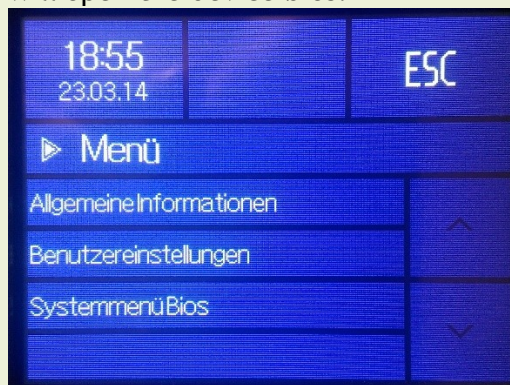 18:55
23.03.14
ESC
Menü
Allgemeine Informationen
Benutzereinstellungen
Systemmenü Bios